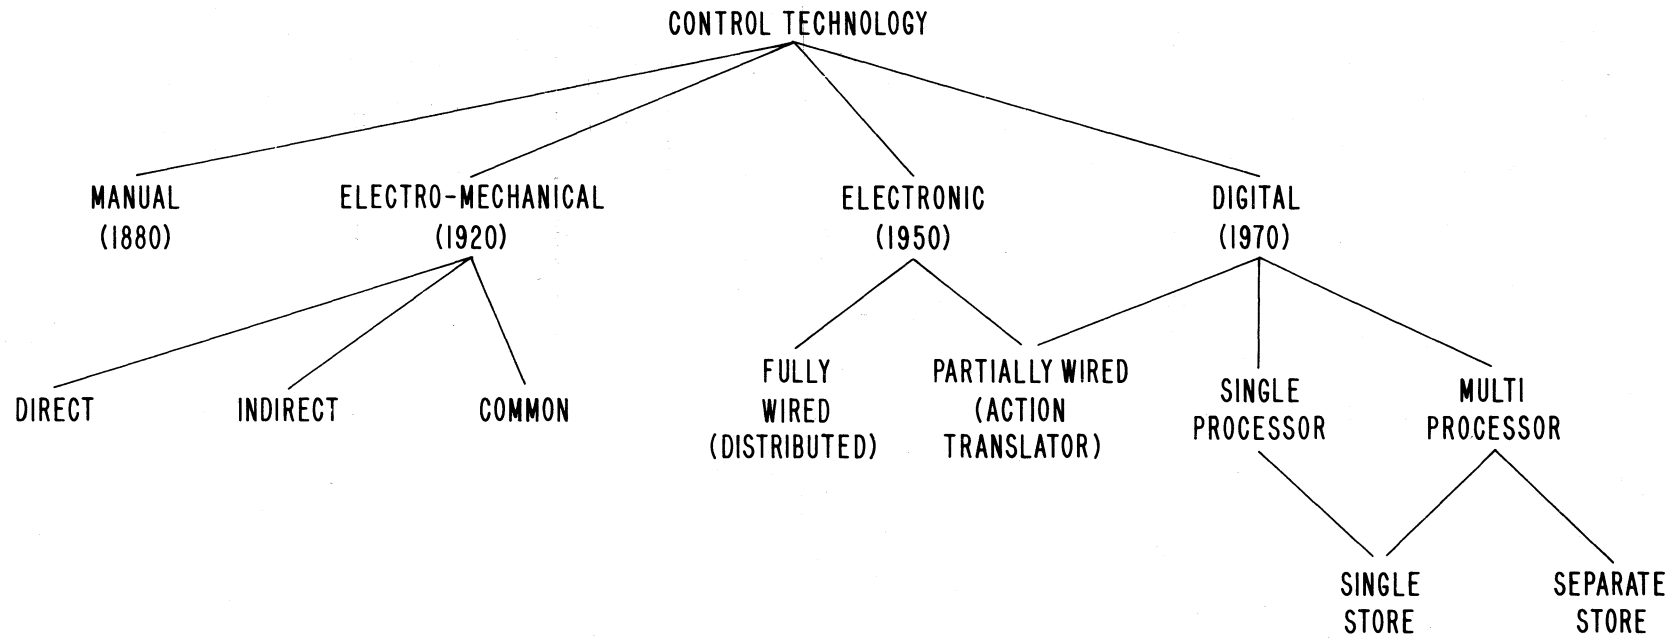 CONTROL TECHNOLOGY
MANUAL
(1880)
ELECTRO-MECHANICAL
(1920)
ELECTRONIC
(1950)
DIGITAL
(1970)
DIRECT
INDIRECT
COMMON
FULLY
WIRED
(DISTRIBUTED)
PARTIALLY WIRED
(ACTION
TRANSLATOR)
SINGLE
PROCESSOR
MULTI
PROCESSOR
SINGLE
STORE
SEPARATE
STORE